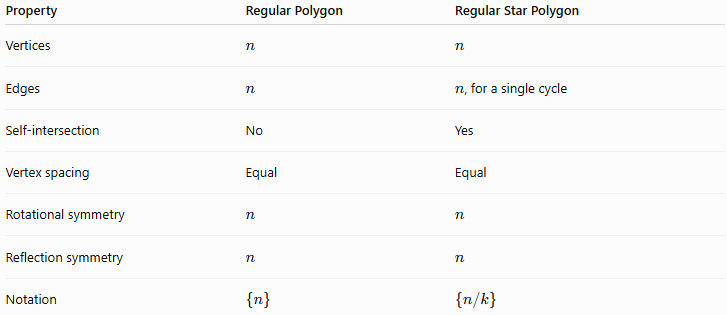 Property Regular Polygon Regular Star Polygon
Vertices n n
Edges n n, for a single cycle
Self-intersection No Yes
Vertex spacing Equal Equal
Rotational symmetry n n
Reflection symmetry n n
Notation {n} {n/k}